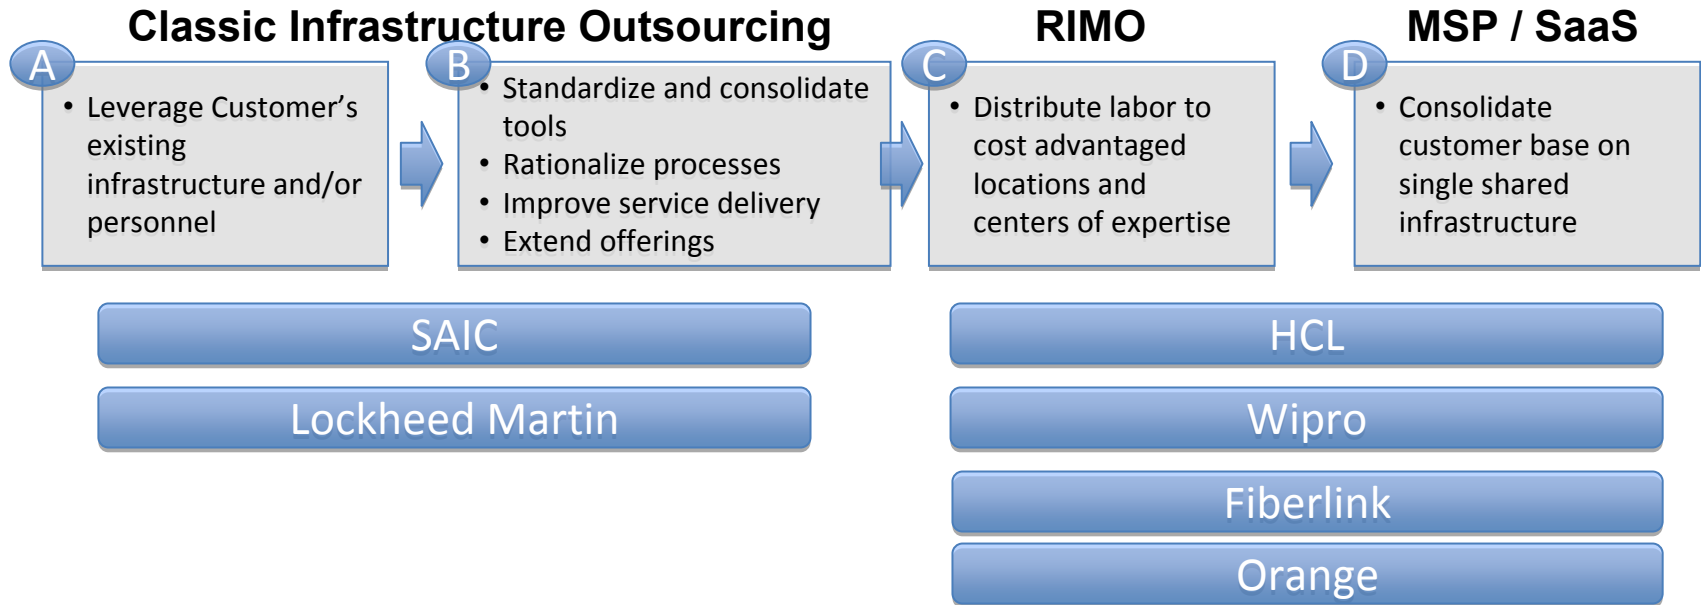 Classic Infrastructure Outsourcing
RIMO
MSP / SaaS
A
• Leverage Customer’s
existing
infrastructure and/or
personnel
B
• Standardize and consolidate
tools
• Rationalize processes
• Improve service delivery
• Extend offerings
C
• Distribute labor to
cost advantaged
locations and
centers of expertise
D
• Consolidate
customer base on
single shared
infrastructure
SAIC
Lockheed Martin
HCL
Wipro
Fiberlink
Orange